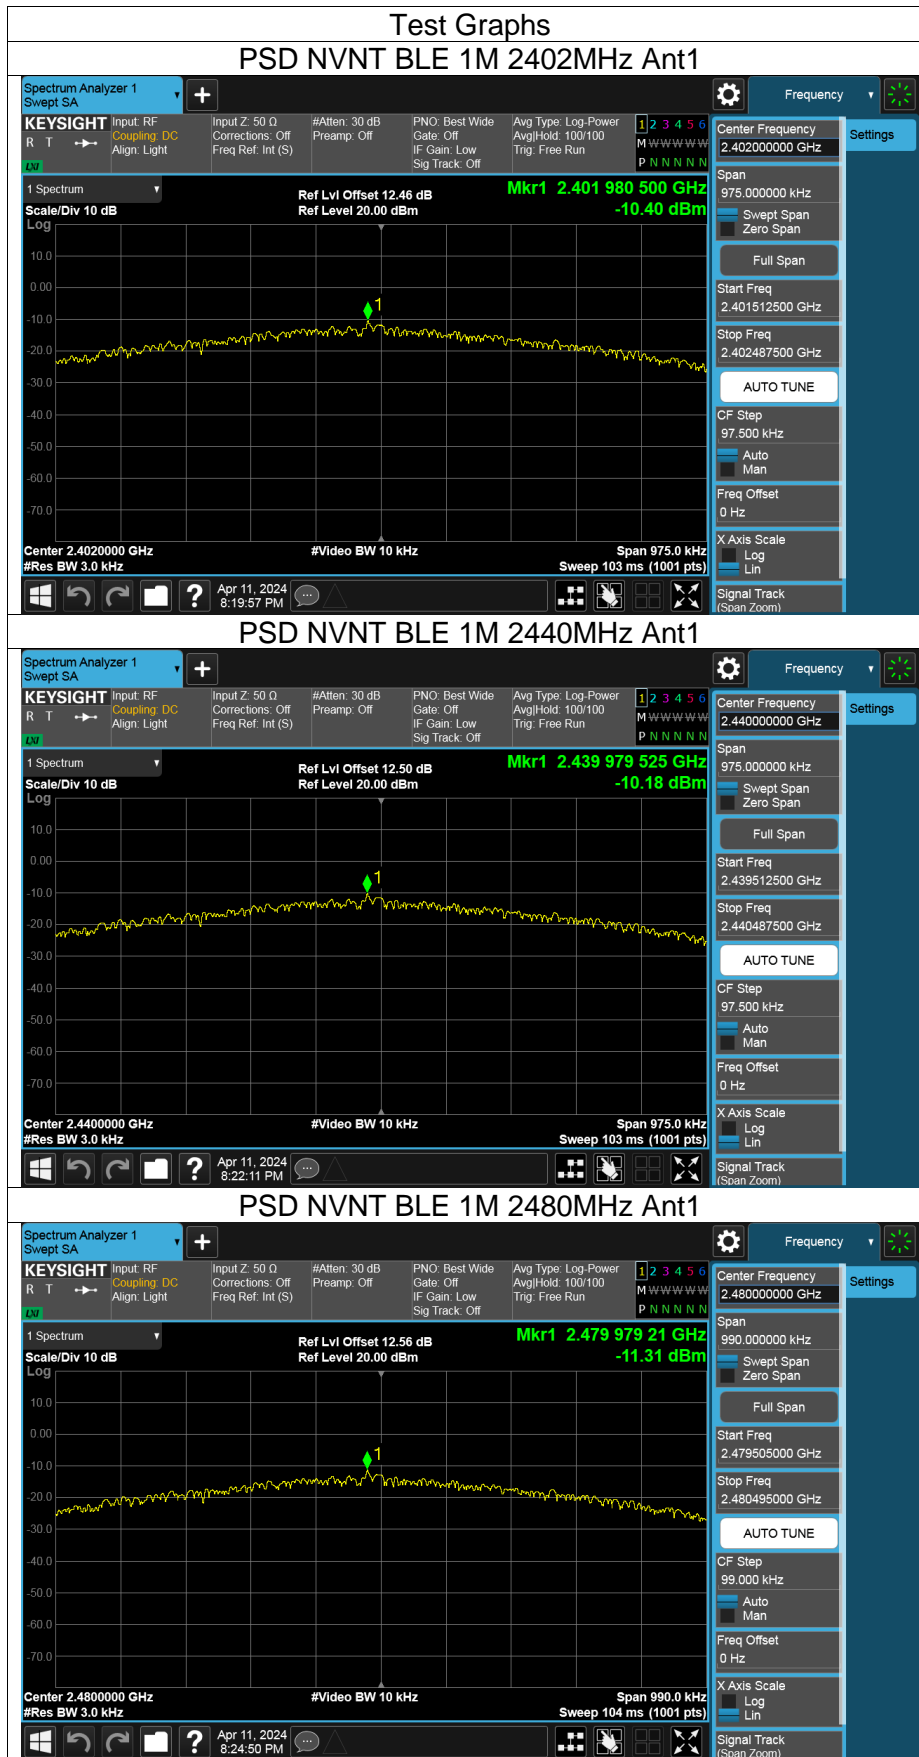 Test Graphs
PSD NVNT BLE 1M 2402MHz Ant1
Spectrum Analyzer 1
Swept SA
Frequency
KEYSIGHT
R T
LXI
Input: RF
Coupling: DC
Align: Light
Input Z: 50 Ω
Corrections: Off
Freq Ref: Int (S)
#Atten: 30 dB
Preamp: Off
PNO: Best Wide
Gate: Off
IF Gain: Low
Sig Track: Off
Avg Type: Log-Power
Avg|Hold: 100/100
Trig: Free Run
1 2 3 4 5 6
M W W W W W
P N N N N N
1 Spectrum
Scale/Div 10 dB
Log
Ref Lvl Offset 12.46 dB
Ref Level 20.00 dBm
Mkr1 2.401 980 500 GHz
-10.40 dBm
10.0
0.00
-10.0
-20.0
-30.0
-40.0
-50.0
-60.0
-70.0
1
Center 2.4020000 GHz
#Res BW 3.0 kHz
#Video BW 10 kHz
Span 975.0 kHz
Sweep 103 ms (1001 pts)
Apr 11, 2024
8:19:57 PM
Center Frequency
2.402000000 GHz
Settings
Span
975.000000 kHz
Swept Span
Zero Span
Full Span
Start Freq
2.401512500 GHz
Stop Freq
2.402487500 GHz
AUTO TUNE
CF Step
97.500 kHz
Auto
Man
Freq Offset
0 Hz
X Axis Scale
Log
Lin
Signal Track
(Span Zoom)
PSD NVNT BLE 1M 2440MHz Ant1
Spectrum Analyzer 1
Swept SA
Frequency
KEYSIGHT
R T
LXI
Input: RF
Coupling: DC
Align: Light
Input Z: 50 Ω
Corrections: Off
Freq Ref: Int (S)
#Atten: 30 dB
Preamp: Off
PNO: Best Wide
Gate: Off
IF Gain: Low
Sig Track: Off
Avg Type: Log-Power
Avg|Hold: 100/100
Trig: Free Run
1 2 3 4 5 6
M W W W W W
P N N N N N
1 Spectrum
Scale/Div 10 dB
Log
Ref Lvl Offset 12.50 dB
Ref Level 20.00 dBm
Mkr1 2.439 979 525 GHz
-10.18 dBm
10.0
0.00
-10.0
-20.0
-30.0
-40.0
-50.0
-60.0
-70.0
1
Center 2.4400000 GHz
#Res BW 3.0 kHz
#Video BW 10 kHz
Span 975.0 kHz
Sweep 103 ms (1001 pts)
Apr 11, 2024
8:22:11 PM
Center Frequency
2.440000000 GHz
Settings
Span
975.000000 kHz
Swept Span
Zero Span
Full Span
Start Freq
2.439512500 GHz
Stop Freq
2.440487500 GHz
AUTO TUNE
CF Step
97.500 kHz
Auto
Man
Freq Offset
0 Hz
X Axis Scale
Log
Lin
Signal Track
(Span Zoom)
PSD NVNT BLE 1M 2480MHz Ant1
Spectrum Analyzer 1
Swept SA
Frequency
KEYSIGHT
R T
LXI
Input: RF
Coupling: DC
Align: Light
Input Z: 50 Ω
Corrections: Off
Freq Ref: Int (S)
#Atten: 30 dB
Preamp: Off
PNO: Best Wide
Gate: Off
IF Gain: Low
Sig Track: Off
Avg Type: Log-Power
Avg|Hold: 100/100
Trig: Free Run
1 2 3 4 5 6
M W W W W W
P N N N N N
1 Spectrum
Scale/Div 10 dB
Log
Ref Lvl Offset 12.56 dB
Ref Level 20.00 dBm
Mkr1 2.479 979 21 GHz
-11.31 dBm
10.0
0.00
-10.0
-20.0
-30.0
-40.0
-50.0
-60.0
-70.0
1
Center 2.4800000 GHz
#Res BW 3.0 kHz
#Video BW 10 kHz
Span 990.0 kHz
Sweep 104 ms (1001 pts)
Apr 11, 2024
8:24:50 PM
Center Frequency
2.480000000 GHz
Settings
Span
990.000000 kHz
Swept Span
Zero Span
Full Span
Start Freq
2.479505000 GHz
Stop Freq
2.480495000 GHz
AUTO TUNE
CF Step
99.000 kHz
Auto
Man
Freq Offset
0 Hz
X Axis Scale
Log
Lin
Signal Track
(Span Zoom)